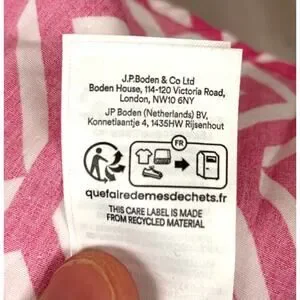 J.P.Boden & Co Ltd
Boden House, 114-120 Victoria Road,
London, NW10 6NY
JP Boden (Netherlands) BV,
Konnetlaantje 4, 1435HW Rijsenhout
FR
quefairedemesdechets.fr
THIS CARE LABEL IS MADE
FROM RECYCLED MATERIAL